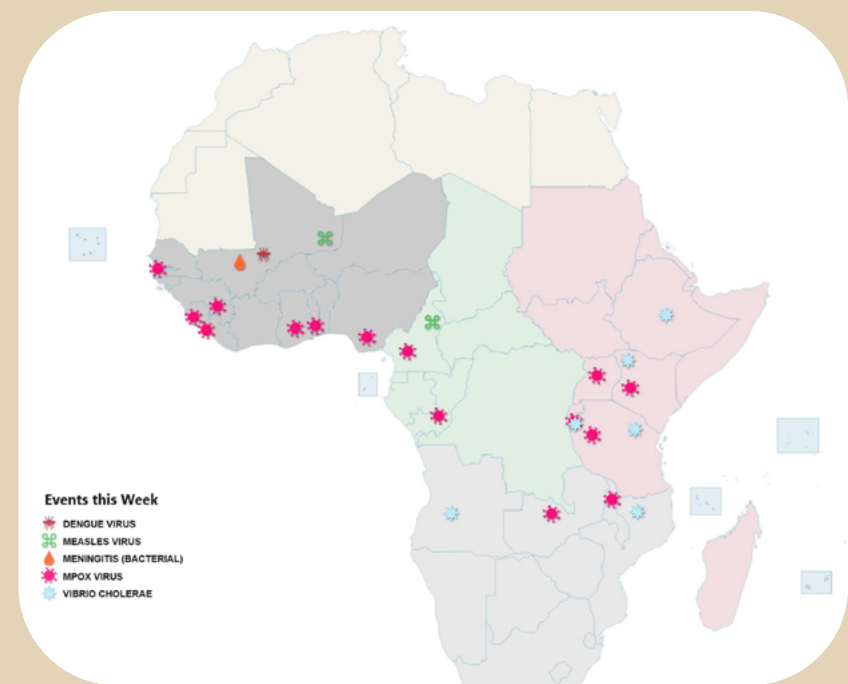 Events this Week
DENGUE VIRUS
MEASLES VIRUS
MENINGITIS (BACTERIAL)
MPOX VIRUS
VIBRIO CHOLERAE